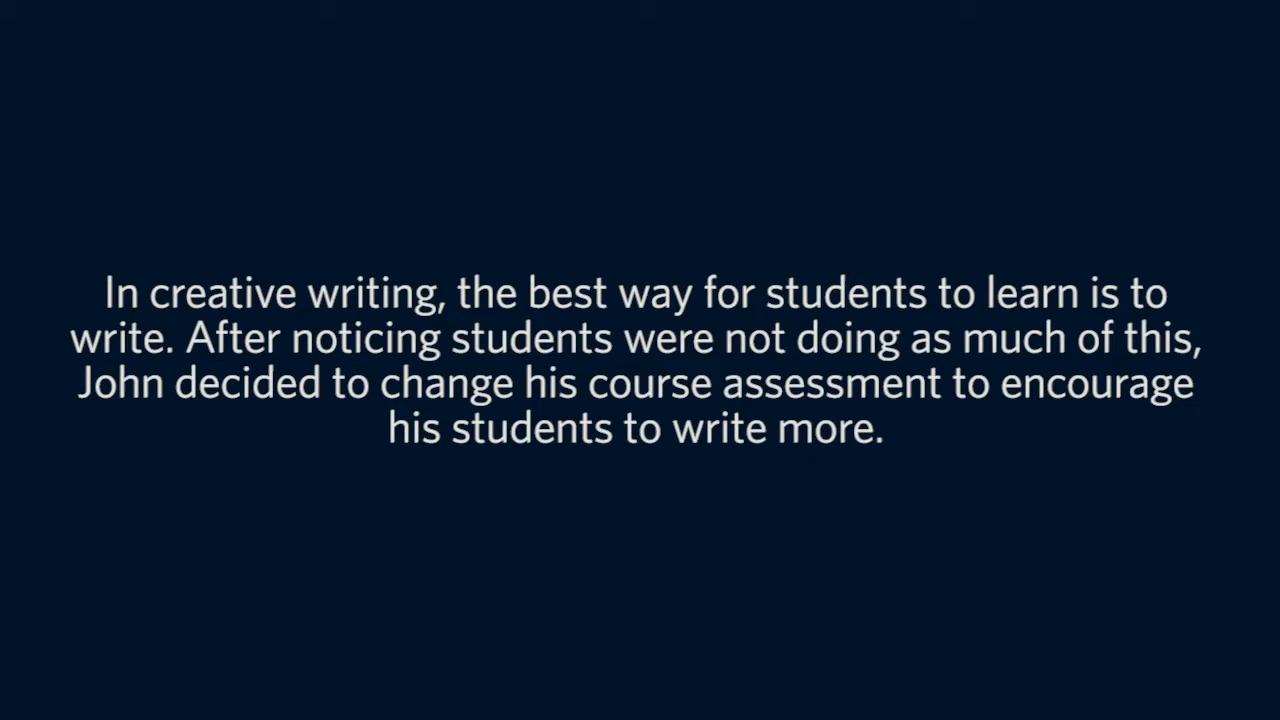 In creative writing, the best way for students to learn is to
write. After noticing students were not doing as much of this,
John decided to change his course assessment to encourage
his students to write more.